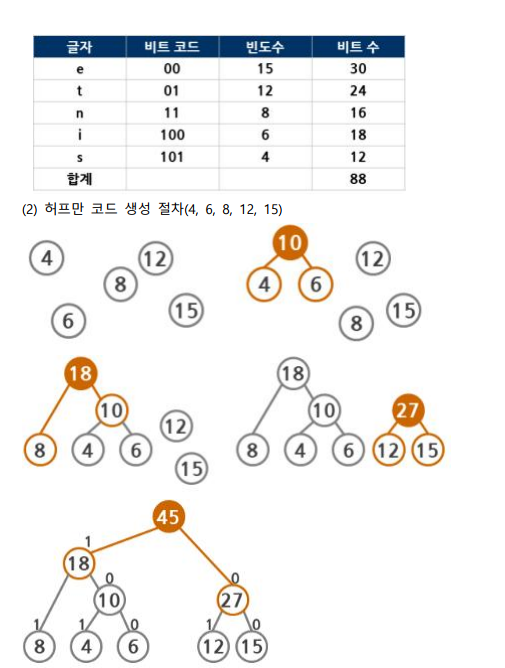 글자 비트 코드 빈도수 비트 수
e 00 15 30
t 01 12 24
n 11 8 16
i 100 6 18
s 101 4 12
합계 88
(2) 허프만 코드 생성 절차(4, 6, 8, 12, 15)
4 12 8 6 15
10 4 6 12 8 15
18 10 8 4 6 12 15
18 10 8 4 6 27 12 15
45
1
18 0 0
10 27
1 1 0 1 0
8 4 6 12 15